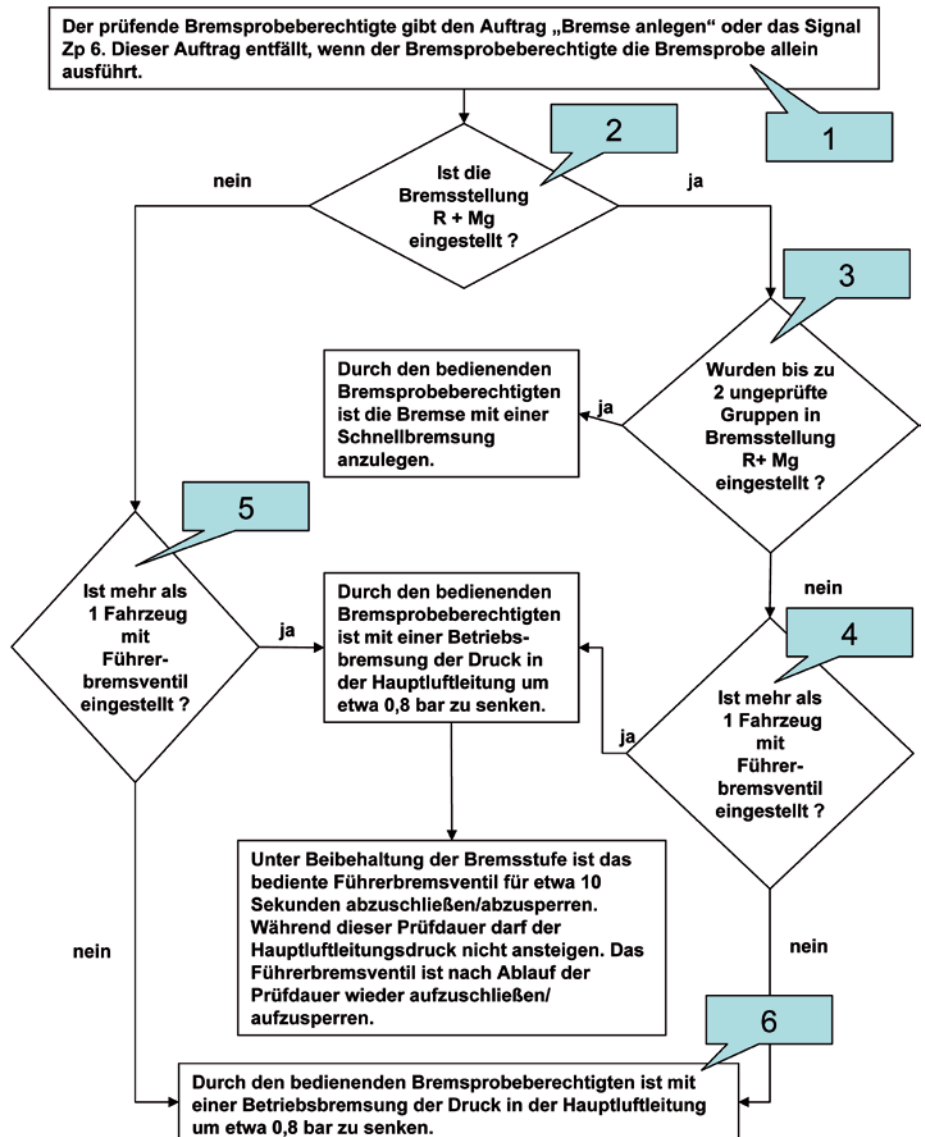 Der prüfende Bremsprobeberechtigte gibt den Auftrag „Bremse anlegen“ oder das Signal
Zp 6. Dieser Auftrag entfällt, wenn der Bremsprobeberechtigte die Bremsprobe allein
ausführt.
1
2
Ist die
Bremsstellung
R + Mg
eingestellt ?
nein
ja
3
Wurden bis zu
2 ungeprüfte
Gruppen in
Bremsstellung
R+ Mg
eingestellt ?
ja
Durch den bedienenden
Bremsprobeberechtigten
ist die Bremse mit einer
Schnellbremsung
anzulegen.
5
Ist mehr als
1 Fahrzeug
mit
Führer-
bremsventil
eingestellt ?
ja
Durch den bedienenden
Bremsprobeberechtigten
ist mit einer Betriebs-
bremsung der Druck in
der Hauptluftleitung um
etwa 0,8 bar zu senken.
nein
4
Ist mehr als
1 Fahrzeug
mit
Führer-
bremsventil
eingestellt ?
ja
Unter Beibehaltung der Bremsstufe ist das
bediente Führerbremsventil für etwa 10
Sekunden abzuschließen/abzusperren.
Während dieser Prüfdauer darf der
Hauptluftleitungsdruck nicht ansteigen. Das
Führerbremsventil ist nach Ablauf der
Prüfdauer wieder aufzuschließen/
aufzusperren.
nein
nein
6
Durch den bedienenden Bremsprobeberechtigten ist mit
einer Betriebsbremsung der Druck in der Hauptluftleitung
um etwa 0,8 bar zu senken.